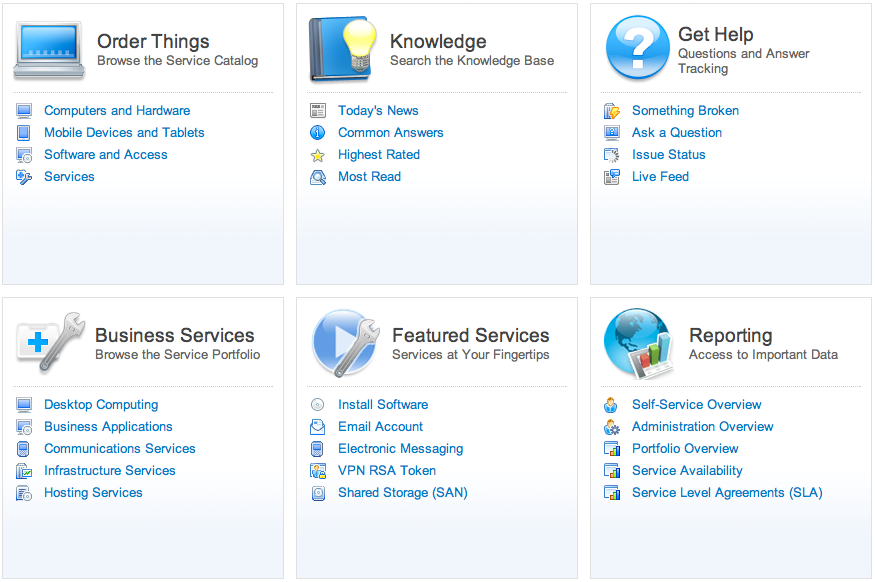 Order Things
Browse the Service Catalog
Computers and Hardware
Mobile Devices and Tablets
Software and Access
Services
Knowledge
Search the Knowledge Base
Today's News
Common Answers
Highest Rated
Most Read
Get Help
Questions and Answer
Tracking
Something Broken
Ask a Question
Issue Status
Live Feed
Business Services
Browse the Service Portfolio
Desktop Computing
Business Applications
Communications Services
Infrastructure Services
Hosting Services
Featured Services
Services at Your Fingertips
Install Software
Email Account
Electronic Messaging
VPN RSA Token
Shared Storage (SAN)
Reporting
Access to Important Data
Self-Service Overview
Administration Overview
Portfolio Overview
Service Availability
Service Level Agreements (SLA)